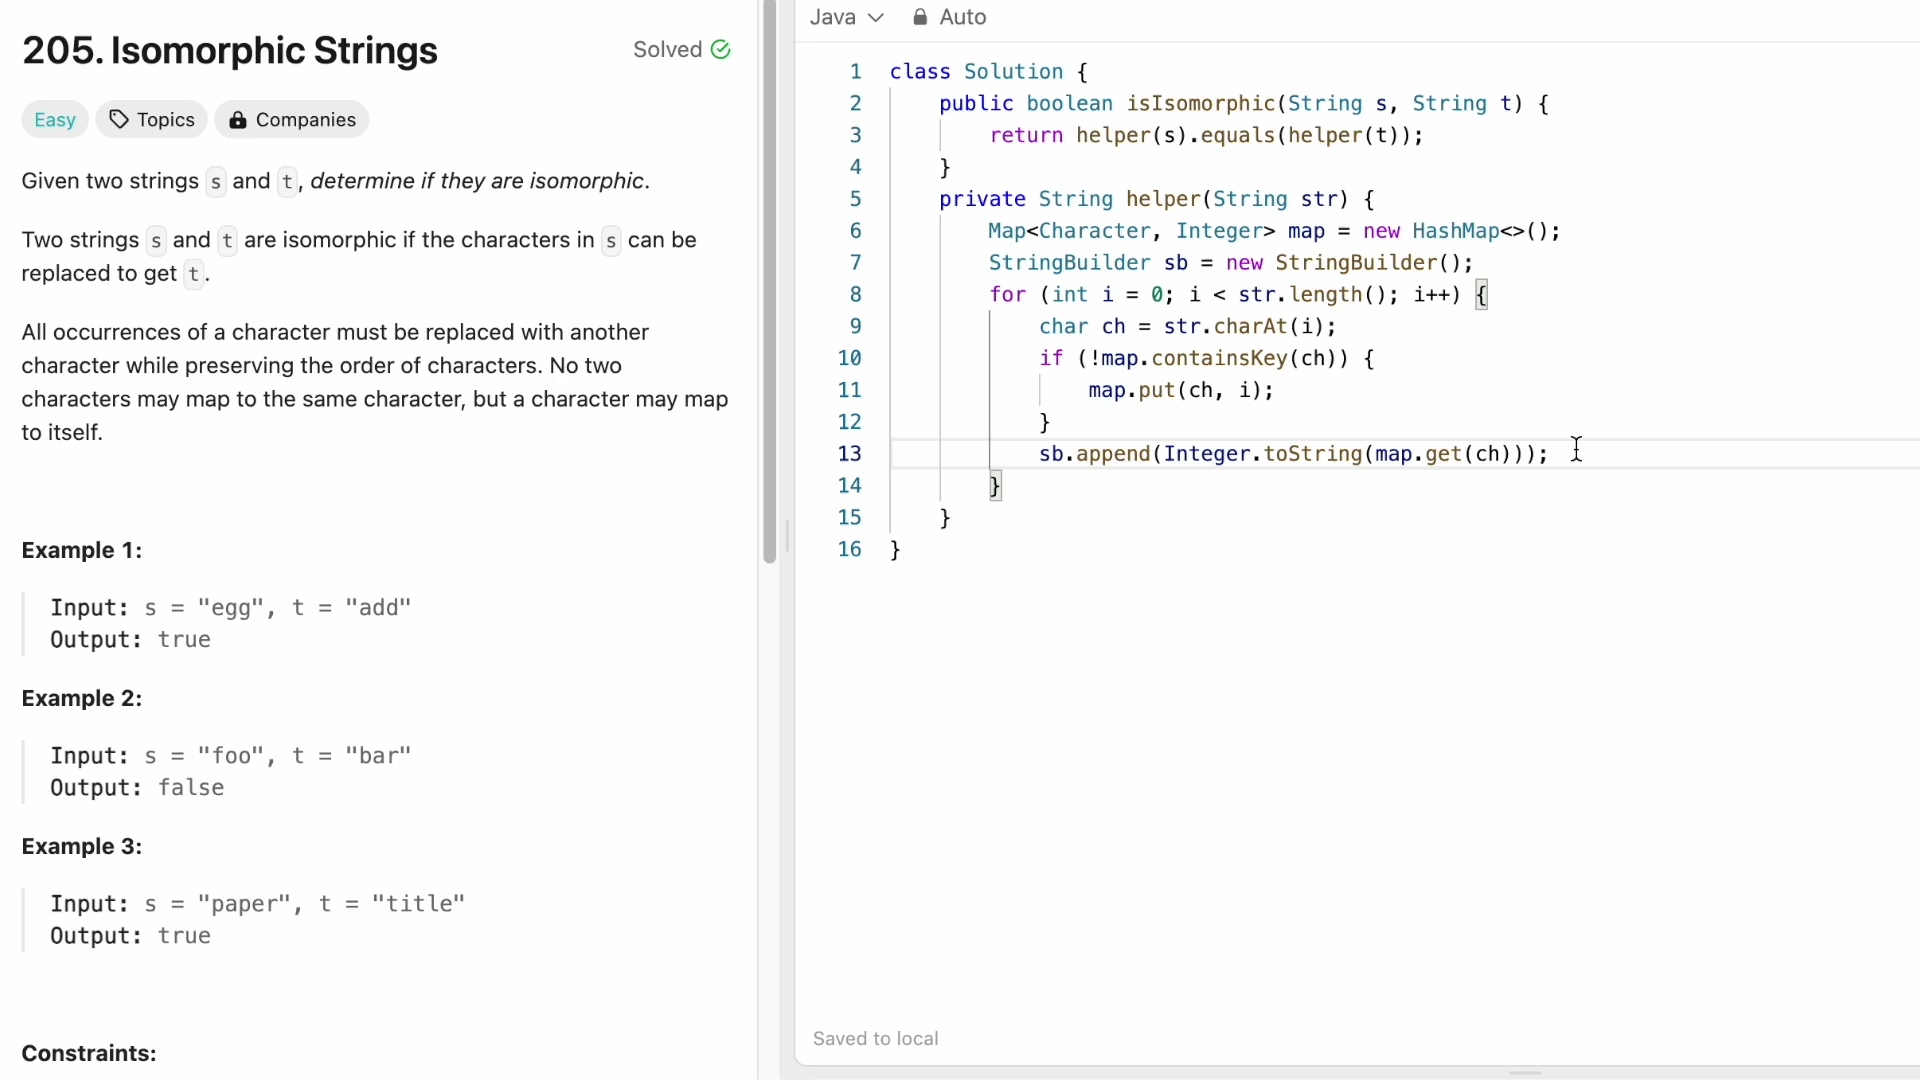 205. Isomorphic Strings
Solved
Easy
Topics
Companies
Given two strings s and t, determine if they are isomorphic.
Two strings s and t are isomorphic if the characters in s can be
replaced to get t.
All occurrences of a character must be replaced with another
character while preserving the order of characters. No two
characters may map to the same character, but a character may map
to itself.
Example 1:
Input: s = "egg", t = "add"
Output: true
Example 2:
Input: s = "foo", t = "bar"
Output: false
Example 3:
Input: s = "paper", t = "title"
Output: true
Constraints:
Java
Auto
1 class Solution {
2 public boolean isIsomorphic(String s, String t) {
3 return helper(s).equals(helper(t));
4 }
5 private String helper(String str) {
6 Map<Character, Integer> map = new HashMap<>();
7 StringBuilder sb = new StringBuilder();
8 for (int i = 0; i < str.length(); i++) {
9 char ch = str.charAt(i);
10 if (!map.containsKey(ch)) {
11 map.put(ch, i);
12 }
13 sb.append(Integer.toString(map.get(ch)));
14 }
15 }
16 }
Saved to local